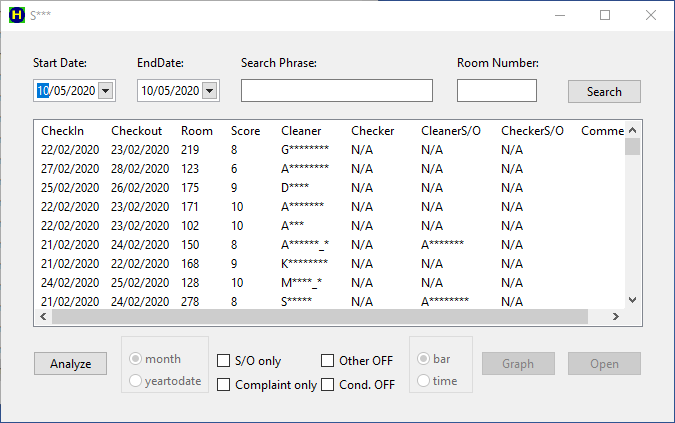 H S***
Start Date: EndDate: Search Phrase: Room Number:
10/05/2020 10/05/2020 Search
CheckIn Checkout Room Score Cleaner Checker CleanerS/O CheckerS/O Comme
22/02/2020 23/02/2020 219 8 G******** N/A N/A N/A
27/02/2020 28/02/2020 123 6 A******** N/A N/A N/A
25/02/2020 26/02/2020 175 9 D**** N/A N/A N/A
22/02/2020 23/02/2020 171 10 A******* N/A N/A N/A
22/02/2020 23/02/2020 102 10 A*** N/A N/A N/A
21/02/2020 24/02/2020 150 8 A******_* N/A A******* N/A
21/02/2020 22/02/2020 168 9 K******** N/A N/A N/A
24/02/2020 25/02/2020 128 10 M****_* N/A N/A N/A
21/02/2020 24/02/2020 278 8 S***** N/A A******** N/A
Analyze month S/O only Other OFF bar Graph Open
yeartodate Complaint only Cond. OFF time